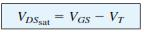 V_{DS_{sat}} = V_{GS} − V_T